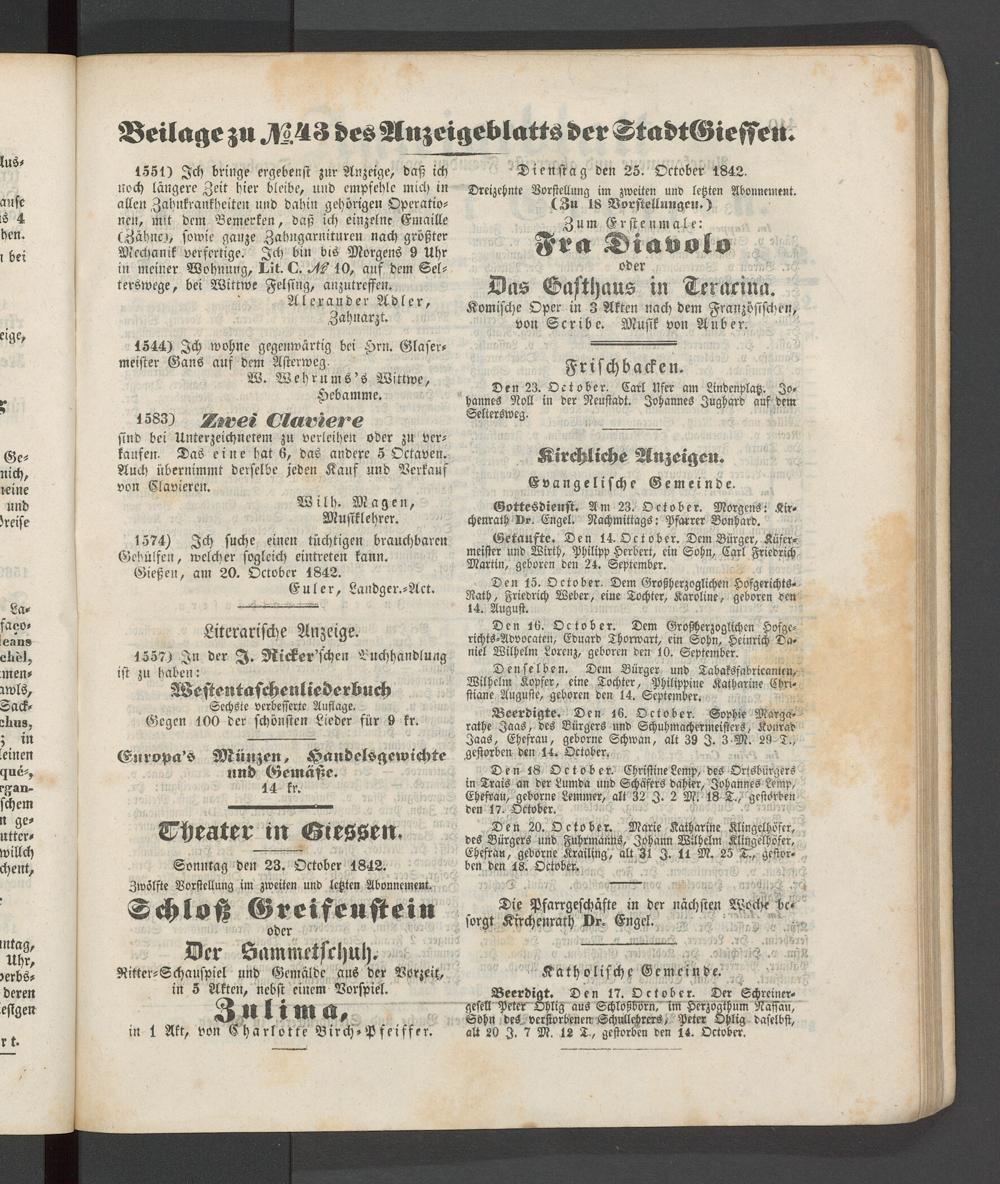 Beilage zu №. 43 des Anzeigeblatts der Stadt Giessen.
1551) Ich bringe ergebenst zur Anzeige, daß ich
noch längere Zeit hier bleibe, und empfehle mich in
allen Zahnkrankheiten und dahin gehörigen Operatio-
nen, mit dem Bemerken, daß ich einzelne Emaille
(Zähne), sowie ganze Zahngarnituren nach größter
Mechanik verfertige. Ich bin bis Morgens 9 Uhr
in meiner Wohnung, Lit. C. № 10, auf dem Sel-
terswege, bei Wittwe Felsing, anzutreffen.
Alexander Adler,
Zahnarzt.
1544) Ich wohne gegenwärtig bei Hrn. Glaser-
meister Gans auf dem Asterweg.
W. Wehrums's Wittwe,
Hebamme.
1583) Zwei Claviere
sind bei Unterzeichnetem zu verleihen oder zu ver-
kaufen. Das eine hat 6, das andere 5 Octaven.
Auch übernimmt derselbe jeden Kauf und Verkauf
von Clavieren.
Wilh. Magen,
Musiklehrer.
1574) Ich suche einen tüchtigen brauchbaren
Gehülfen, welcher sogleich eintreten kann.
Gießen, am 20. October 1842.
Euler, Landger.-Act.
Literarische Anzeige.
1557) In der J. Ricker'schen Buchhandlung
ist zu haben:
Westentaschenliederbuch
Sechste verbesserte Auflage.
Gegen 100 der schönsten Lieder für 9 kr.
Europa's Münzen, Handelsgewichte
und Gemäße.
14 kr.
Theater in Giessen.
Sonntag den 23. October 1842.
Zwölfte Vorstellung im zweiten und letzten Abonnement.
Schloß Greifenstein
oder
Der Sammetschuh.
Ritter-Schauspiel und Gemälde aus der Vorzeit,
in 5 Akten, nebst einem Vorspiel.
Zulima,
in 1 Akt, von Charlotte Birch-Pfeiffer.
Dienstag den 25. October 1842.
Dreizehnte Vorstellung im zweiten und letzten Abonnement.
(Zu 18 Vorstellungen.)
Zum Erstenmale:
Fra Diavolo
oder
Das Gasthaus in Teracina.
Komische Oper in 3 Akten nach dem Französischen,
von Scribe. Musik von Auber.
Frischbacken.
Den 23. October. Carl Ufer am Lindenplatz. Jo-
hannes Noll in der Neustadt. Johannes Jughard auf dem
Seltersweg.
Kirchliche Anzeigen.
Evangelische Gemeinde.
Gottesdienst. Am 23. October. Morgens: Kir-
chenrath Dr. Engel. Nachmittags: Pfarrer Bonhard.
Getaufte. Den 14. October. Dem Bürger, Küfer-
meister und Wirth, Philipp Herbert, ein Sohn, Carl Friedrich
Martin, geboren den 24. September.
Den 15. October. Dem Großherzoglichen Hofgerichts-
Rath, Friedrich Weber, eine Tochter, Karoline, geboren den
14. August.
Den 16. October. Dem Großherzoglichen Hofge-
richts-Advocaten, Eduard Thorwart, ein Sohn, Heinrich Da-
niel Wilhelm Lorenz, geboren den 10. September.
Denselben. Dem Bürger und Tabaksfabricanten,
Wilhelm Kopfer, eine Tochter, Philippine Katharine Chri-
stiane Auguste, geboren den 14. September.
Beerdigte. Den 16. October. Sophie Marga-
rathe Jaas, des Bürgers und Schuhmachermeisters, Konrad
Jaas, Ehefrau, geborne Schwan, alt 39 J. 3 M. 29 T.,
gestorben den 14. October.
Den 18 October. Christine Lemp, des Ortsbürgers
in Trais an der Lumda und Schäfers dahier, Johannes Lemp,
Ehefrau, geborne Lemmer, alt 32 J. 2 M. 18 T., gestorben
den 17. October.
Den 20. October. Marie Katharine Klingelhöfer,
des Bürgers und Fuhrmanns, Johann Wilhelm Klingelhöfer,
Ehefrau, geborne Krailing, alt 31 J. 11 M. 25 T., gestor-
ben den 18. October.
Die Pfarrgeschäfte in der nächsten Woche be-
sorgt Kirchenrath Dr. Engel.
Katholische Gemeinde.
Beerdigt. Den 17. October. Der Schreiner-
gesell Peter Ohlig aus Schloßborn, im Herzogthum Nassau,
Sohn des verstorbenen Schullehrers, Peter Ohlig daselbst,
alt 20 J. 7 M. 12 T., gestorben den 14. October.